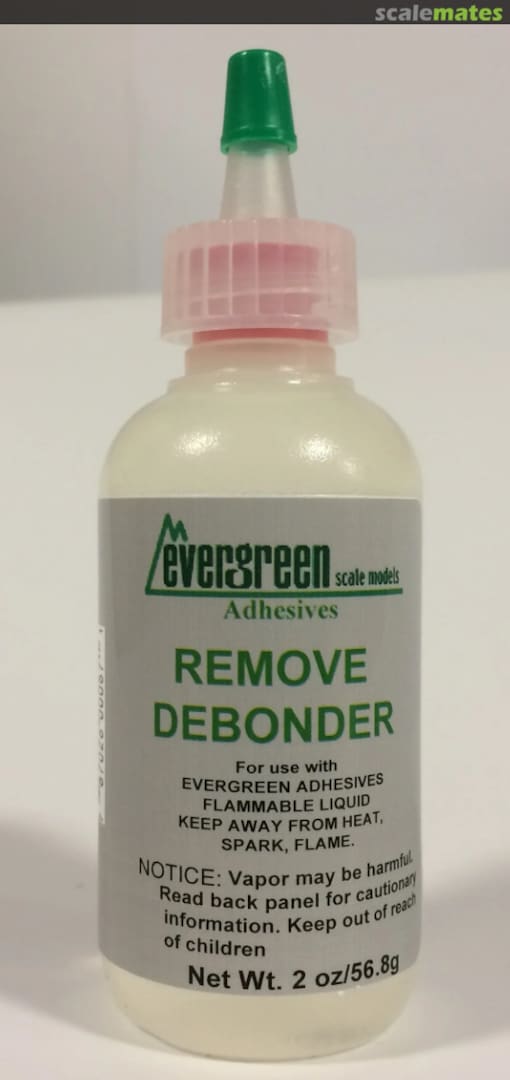 scalemates
evergreen scale models
Adhesives
REMOVE
DEBONDER
For use with
EVERGREEN ADHESIVES
FLAMMABLE LIQUID
KEEP AWAY FROM HEAT,
SPARK, FLAME.
NOTICE: Vapor may be harmful.
Read back panel for cautionary
information. Keep out of reach
of children
Net Wt. 2 oz/56.8g